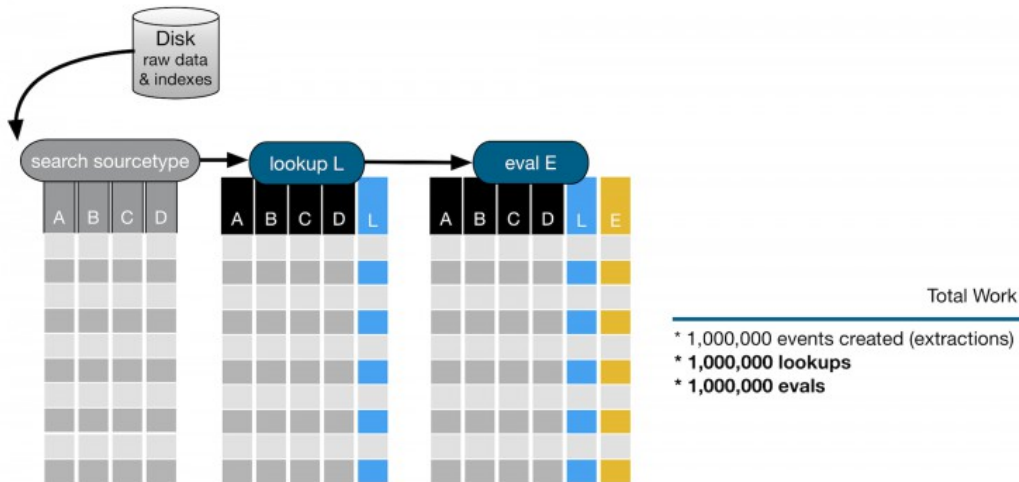 Disk
raw data
& indexes
search sourcetype
lookup L
eval E
A B C D
A B C D L
A B C D L E
Total Work
* 1,000,000 events created (extractions)
* 1,000,000 lookups
* 1,000,000 evals